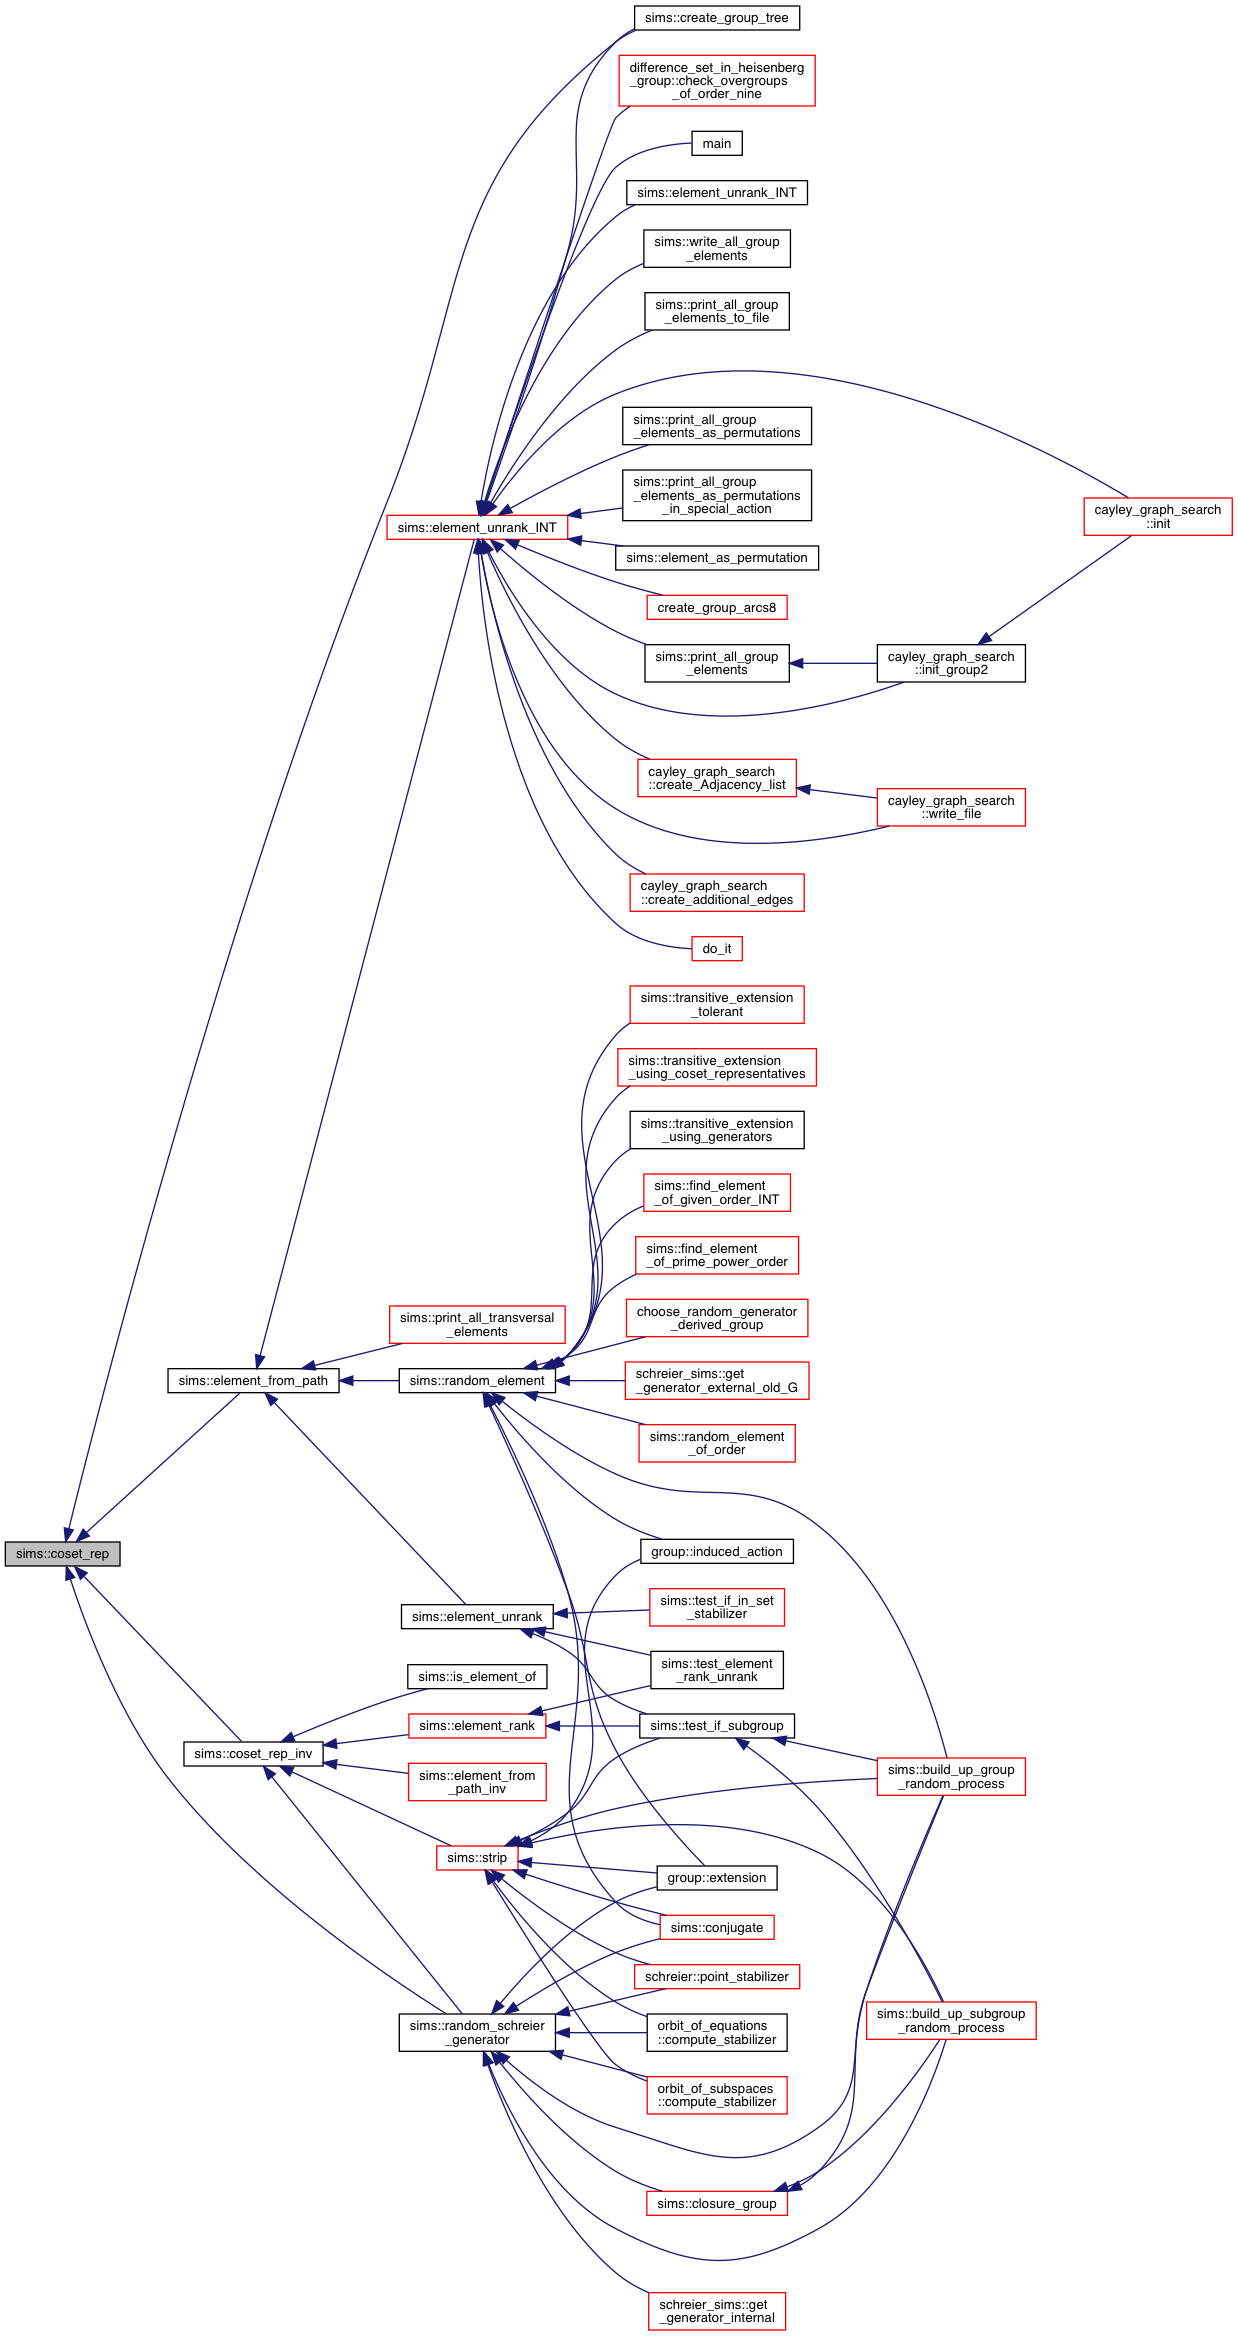 sims::create_group_tree
difference_set_in_heisenberg
_group::check_overgroups
_of_order_nine
main
sims::element_unrank_INT
sims::write_all_group
_elements
sims::print_all_group
_elements_to_file
sims::print_all_group
_elements_as_permutations
sims::print_all_group
_elements_as_permutations
_in_special_action
cayley_graph_search
::init
sims::element_unrank_INT
sims::element_as_permutation
create_group_arcs8
sims::print_all_group
_elements
cayley_graph_search
::init_group2
cayley_graph_search
::create_Adjacency_list
cayley_graph_search
::write_file
cayley_graph_search
::create_additional_edges
do_it
sims::transitive_extension
_tolerant
sims::transitive_extension
_using_coset_representatives
sims::transitive_extension
_using_generators
sims::find_element
_of_given_order_INT
sims::find_element
_of_prime_power_order
choose_random_generator
_derived_group
sims::print_all_transversal
_elements
sims::element_from_path
sims::random_element
schreier_sims::get
_generator_external_old_G
sims::random_element
_of_order
sims::coset_rep
group::induced_action
sims::element_unrank
sims::test_if_in_set
_stabilizer
sims::is_element_of
sims::test_element
_rank_unrank
sims::element_rank
sims::test_if_subgroup
sims::coset_rep_inv
sims::element_from
_path_inv
sims::build_up_group
_random_process
sims::strip
group::extension
sims::conjugate
schreier::point_stabilizer
sims::random_schreier
_generator
orbit_of_equations
::compute_stabilizer
sims::build_up_subgroup
_random_process
orbit_of_subspaces
::compute_stabilizer
sims::closure_group
schreier_sims::get
_generator_internal